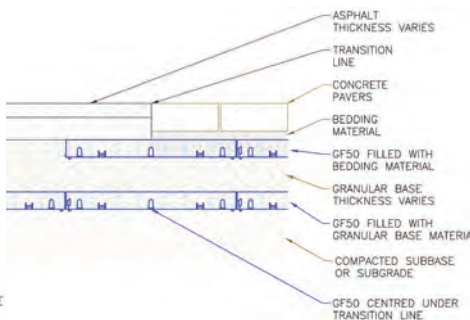 ASPHALT
THICKNESS VARIES
TRANSITION
LINE
CONCRETE
PAVERS
BEDDING
MATERIAL
GF50 FILLED WITH
BEDDING MATERIAL
GRANULAR BASE
THICKNESS VARIES
GF50 FILLED WITH
GRANULAR BASE MATERIA
COMPACTED SUBBASE
OR SUBGRADE
GF50 CENTRED UNDER
TRANSITION LINE